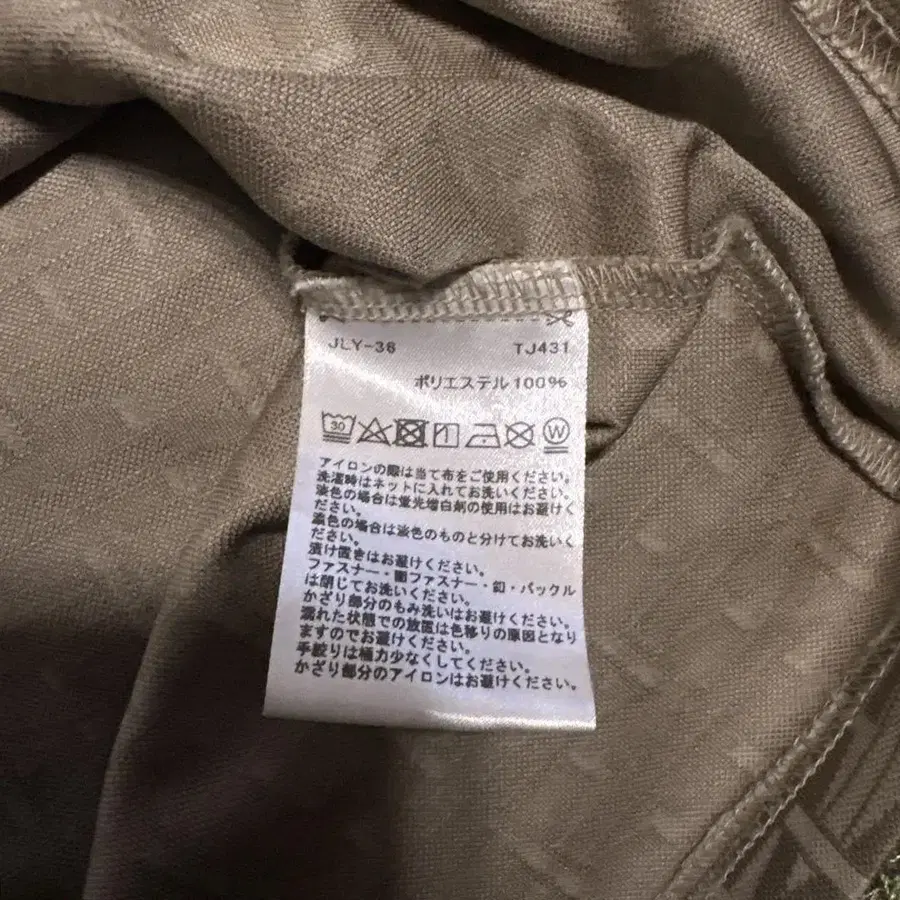 JLY-36 TJ431
ポリエステル100%
30 W
アイロンの際は当て布をご使用ください。
洗濯時はネットに入れてお洗いください。
淡色の場合は蛍光増白剤の使用はお避けく
ださい。
濃色の場合は淡色のものと分けてお洗いく
ださい。
漬け置きはお避けください。
ファスナー・面ファスナー・釦・バックル
は閉じてお洗いください。
かざり部分のもみ洗いはお避けください。
濡れた状態での放置は色移りの原因となり
ますのでお避けください。
手絞りは極力少なくしてください。
かざり部分のアイロンはお避けください。